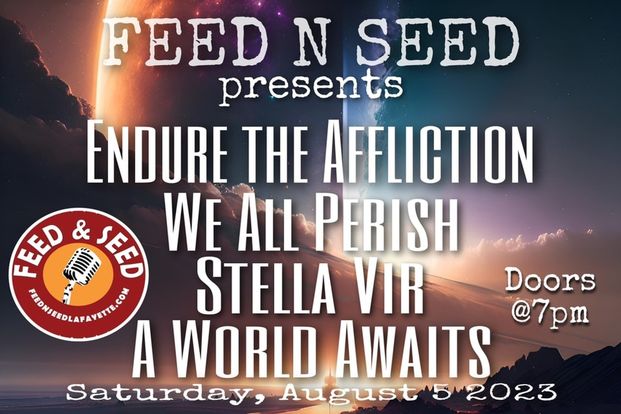 FEED N SEED
presents
ENDURE THE AFFLICTION
WE ALL PERISH
STELLA VIR
A WORLD AWAITS
FEED & SEED
FEEDNSEEDLAFAYETTE.COM
Doors
@7pm
Saturday, August 5 2023